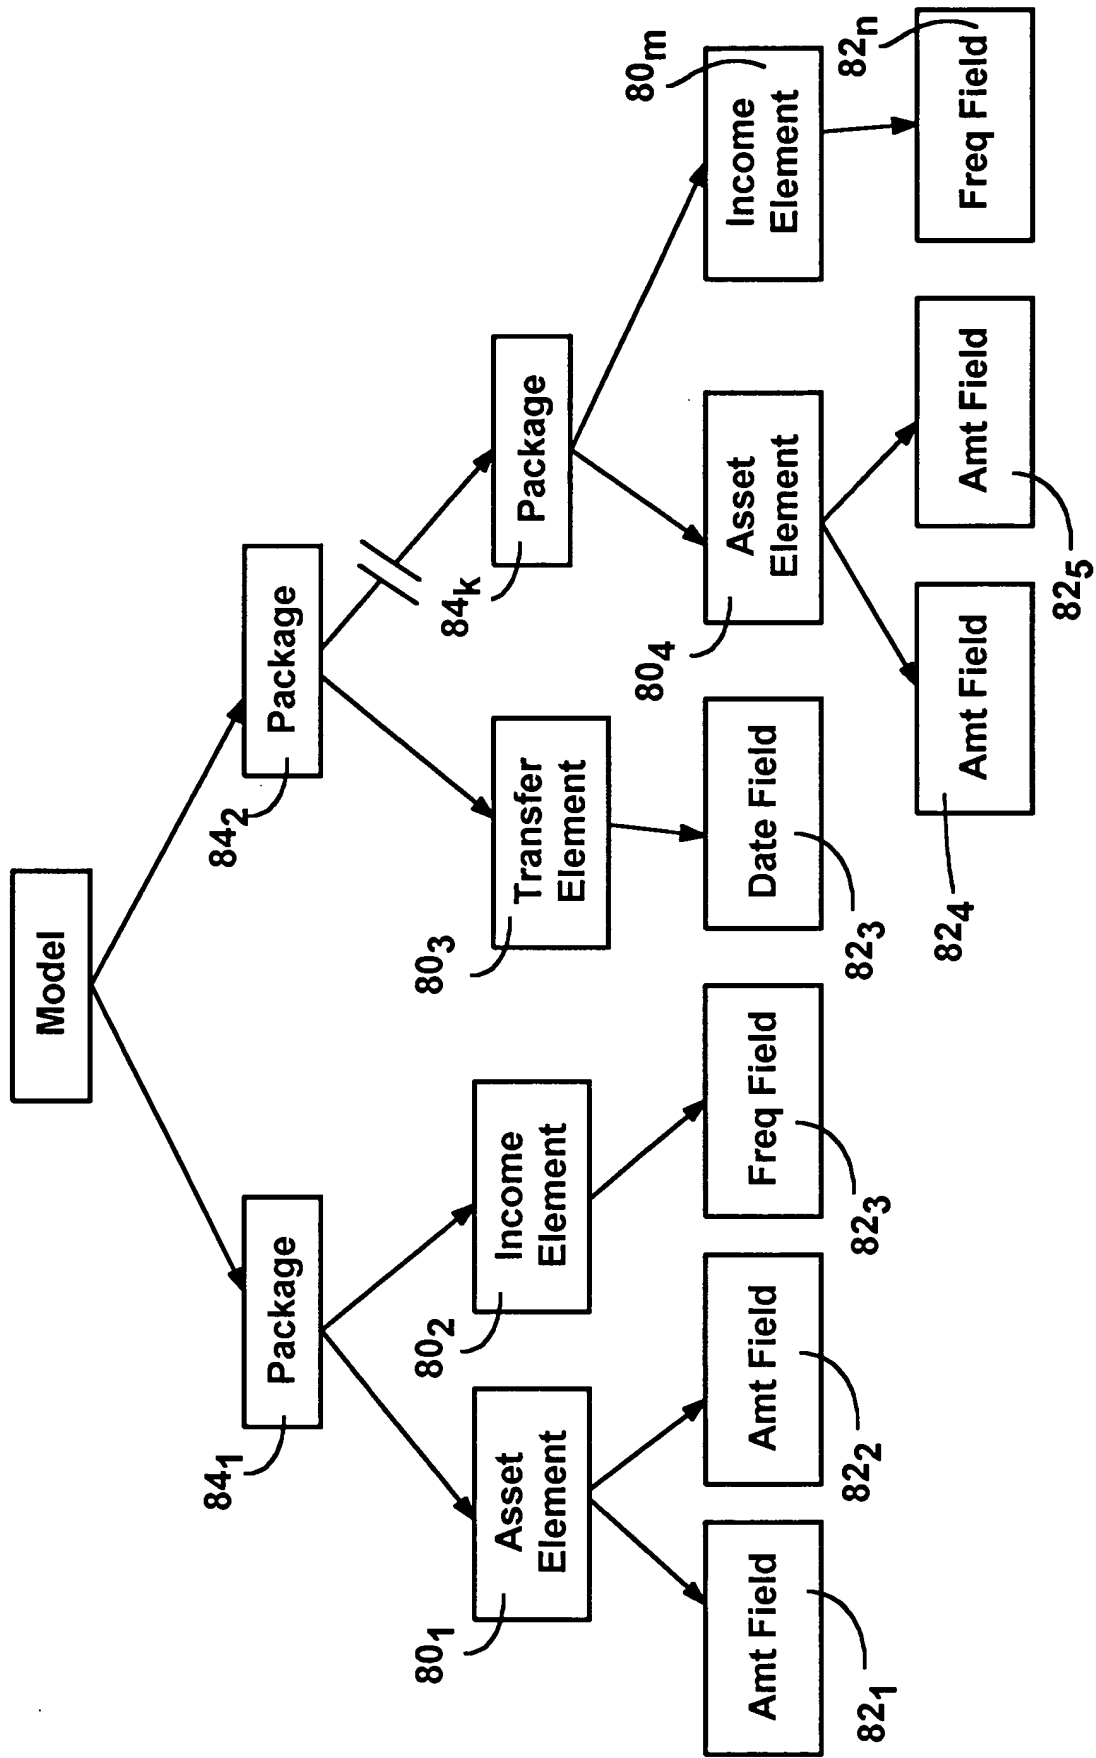 Model
84₁
Package
84₂
Package
80₁
Asset
Element
80₂
Income
Element
80₃
Transfer
Element
84ₖ
Package
82₁
Amt Field
82₂
Amt Field
82₃
Freq Field
82₃
Date Field
80₄
Asset
Element
80ₘ
Income
Element
82₄
Amt Field
82₅
Amt Field
82ₙ
Freq Field